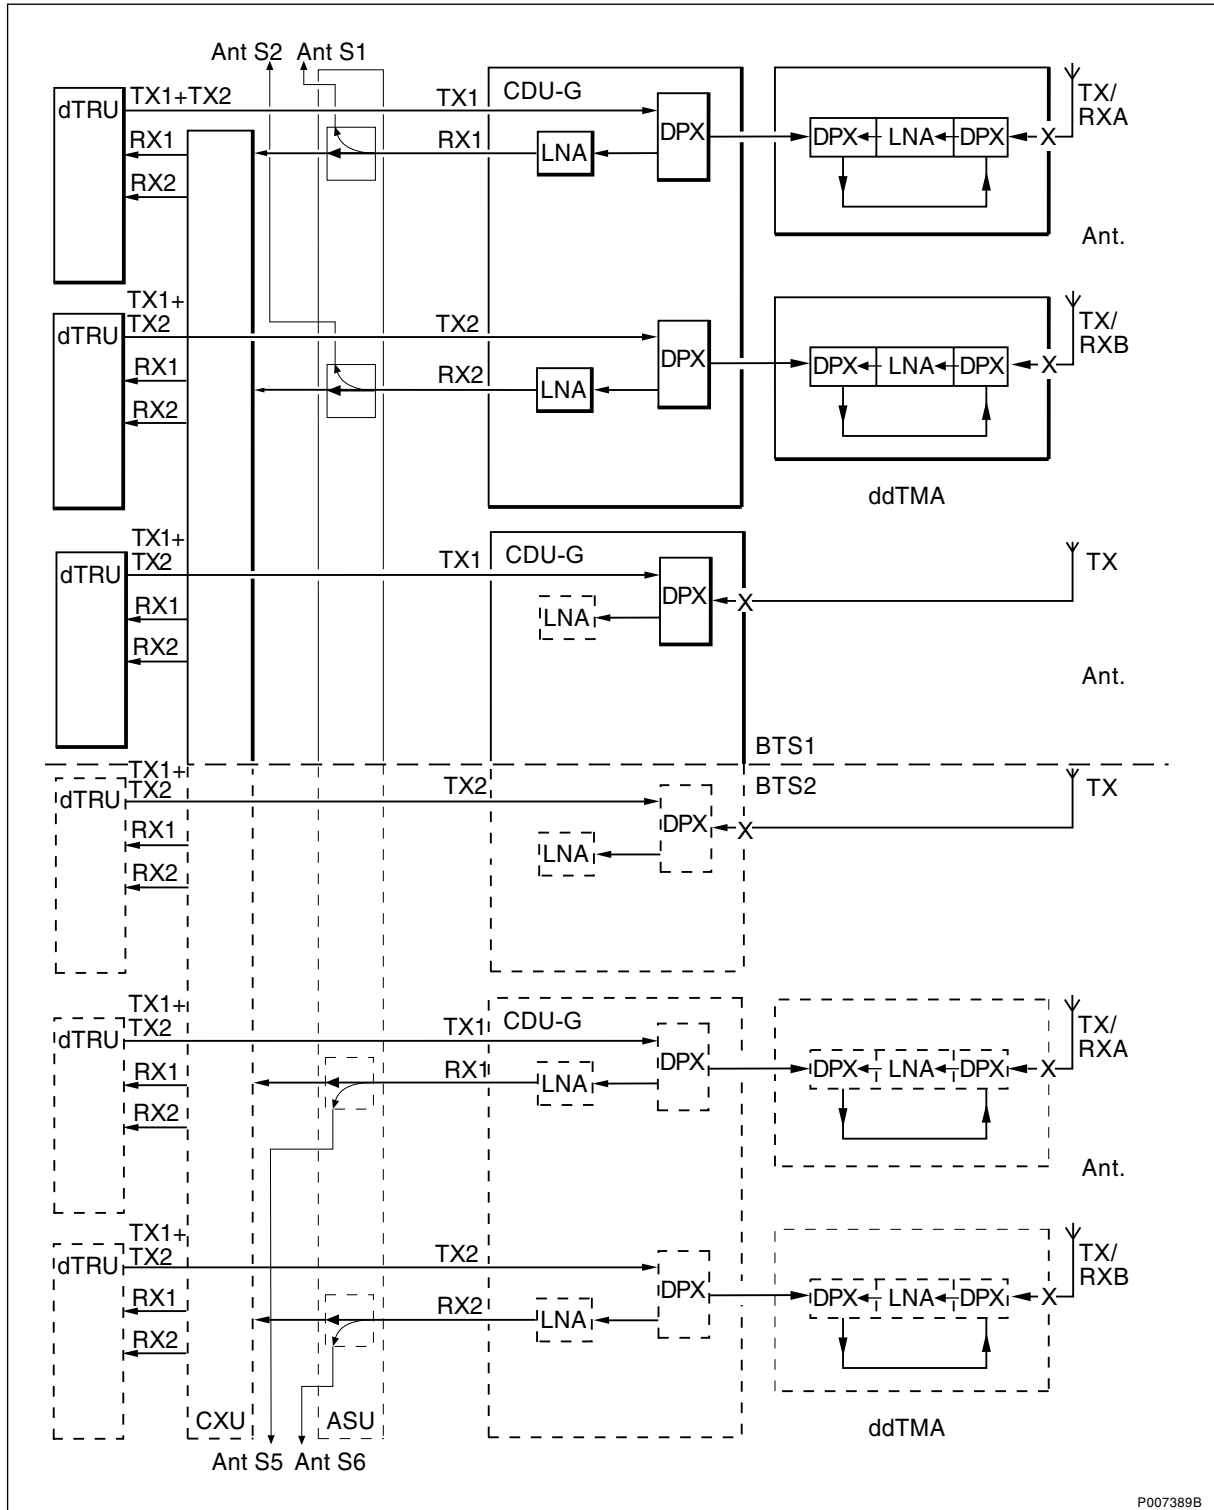 Ant S2 Ant S1
dTRU TX1+TX2 TX1 CDU-G DPX TX/
RXA
RX1 RX1 LNA DPX LNA DPX X
RX2
Ant.
TX1+
dTRU TX2 TX2 DPX TX/
RXB
RX1 RX2 LNA DPX LNA DPX X
RX2
ddTMA
TX1+
dTRU TX2 TX1 CDU-G DPX X TX
RX1 LNA
RX2
Ant.
BTS1
BTS2
TX1+
dTRU TX2 TX2 DPX X TX
RX1 LNA
RX2
TX1+
dTRU TX2 TX1 CDU-G DPX TX/
RXA
RX1 RX1 LNA DPX LNA DPX X
RX2
Ant.
TX1+
dTRU TX2 TX2 DPX TX/
RXB
RX1 RX2 LNA DPX LNA DPX X
RX2
CXU ASU ddTMA
Ant S5 Ant S6
P007389B